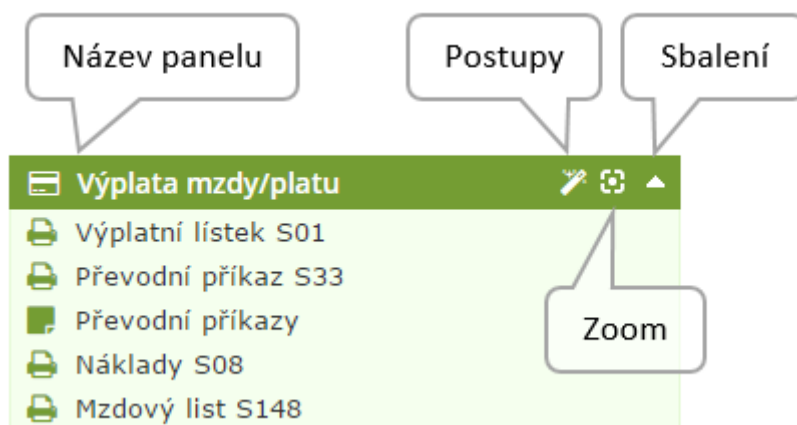 Název panelu
Postupy
Sbalení
Výplata mzdy/platu
Výplatní lístek S01
Převodní příkaz S33
Převodní příkazy
Zoom
Náklady S08
Mzdový list S148